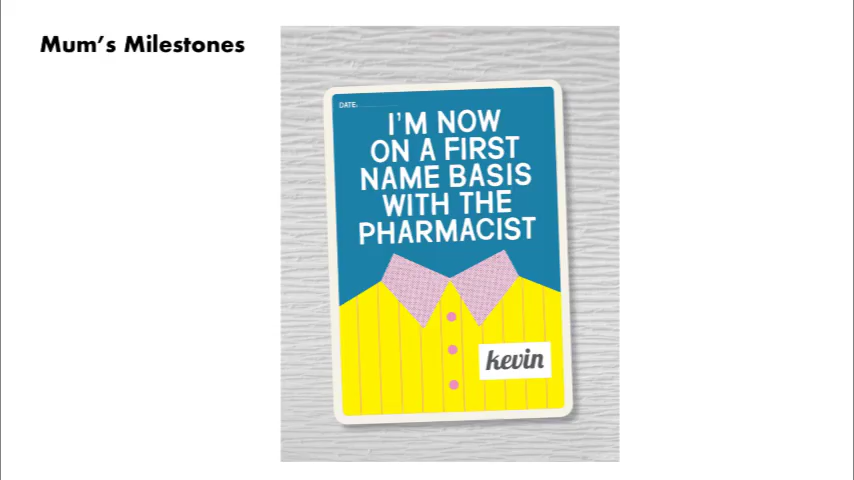 Mum's Milestones
DATE:
I'M NOW
ON A FIRST
NAME BASIS
WITH THE
PHARMACIST
kevin